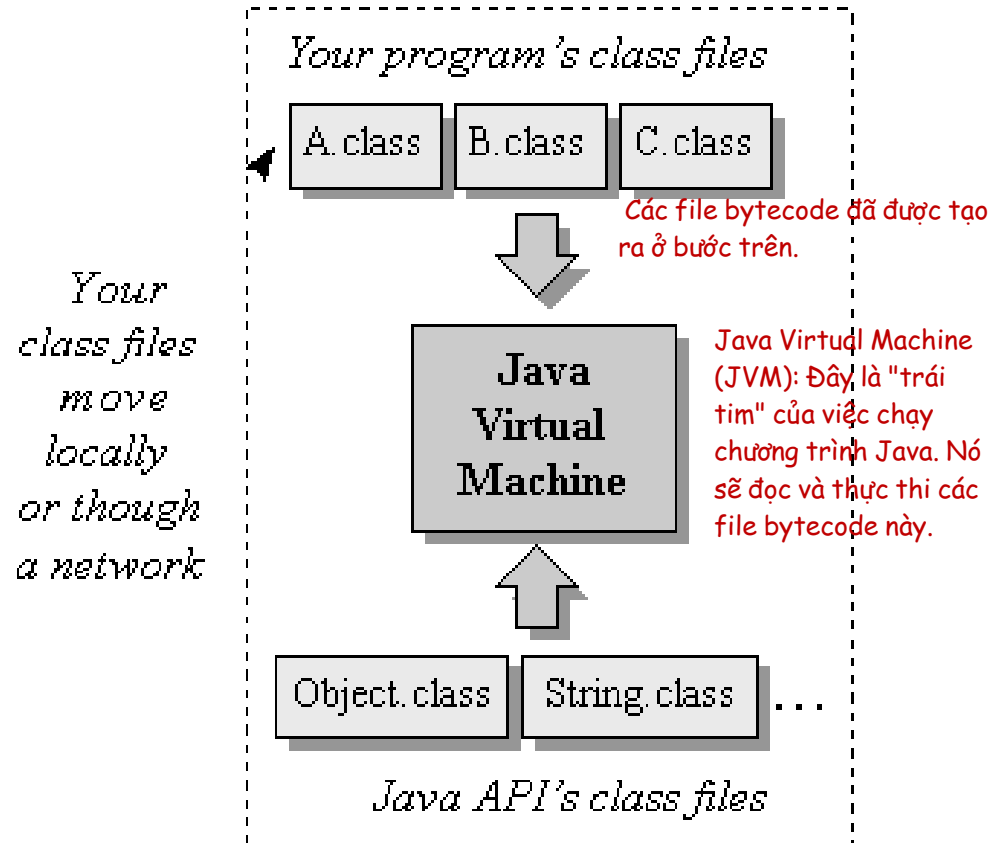 Your program's class files
A.class
B.class
C.class
Các file bytecode đã được tạo
ra ở bước trên.
Your
class files
move
locally
or though
a network
Java
Virtual
Machine
Java Virtual Machine
(JVM): Đây là "trái
tim" của việc chạy
chương trình Java. Nó
sẽ đọc và thực thi các
file bytecode này.
Object.class
String.class
...
Java API's class files